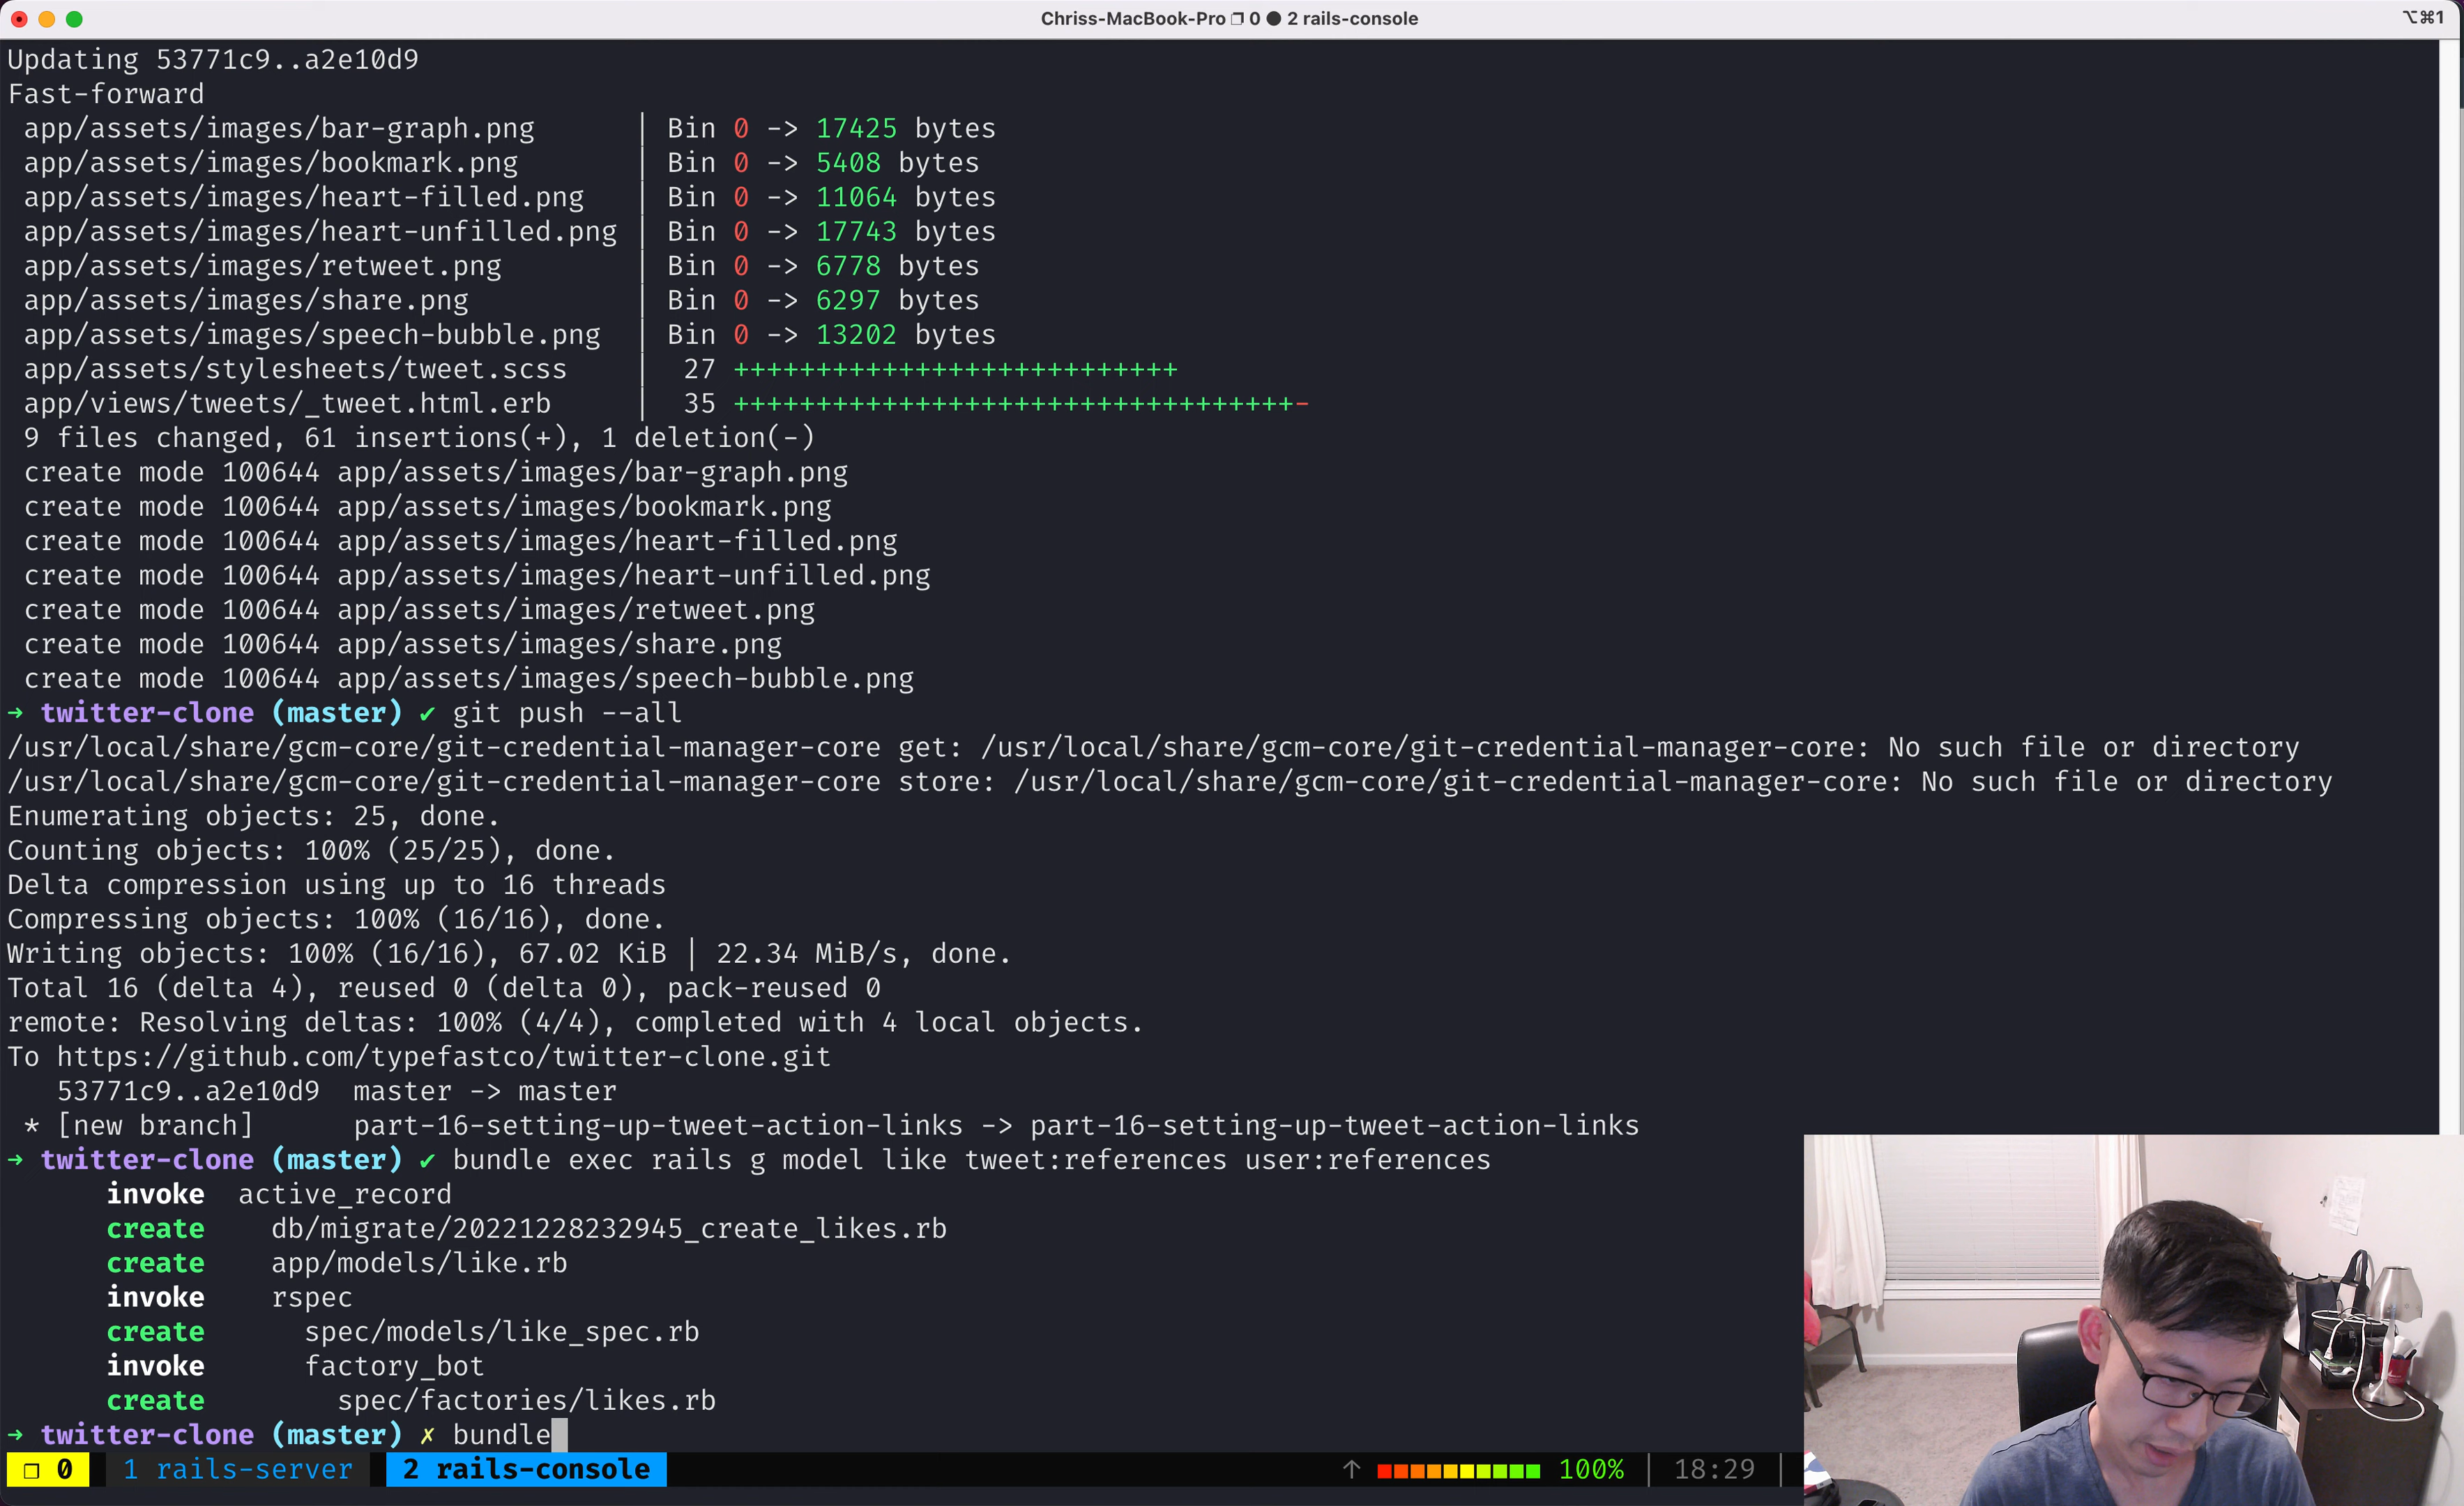 Chriss-MacBook-Pro ❐ 0 ● 2 rails-console ⌥⌘1
Updating 53771c9..a2e10d9
Fast-forward
 app/assets/images/bar-graph.png      | Bin 0 -> 17425 bytes
 app/assets/images/bookmark.png       | Bin 0 -> 5408 bytes
 app/assets/images/heart-filled.png   | Bin 0 -> 11064 bytes
 app/assets/images/heart-unfilled.png | Bin 0 -> 17743 bytes
 app/assets/images/retweet.png        | Bin 0 -> 6778 bytes
 app/assets/images/share.png          | Bin 0 -> 6297 bytes
 app/assets/images/speech-bubble.png  | Bin 0 -> 13202 bytes
 app/assets/stylesheets/tweet.scss    |  27 +++++++++++++++++++++++++++
 app/views/tweets/_tweet.html.erb     |  35 ++++++++++++++++++++++++++++++++++-
 9 files changed, 61 insertions(+), 1 deletion(-)
 create mode 100644 app/assets/images/bar-graph.png
 create mode 100644 app/assets/images/bookmark.png
 create mode 100644 app/assets/images/heart-filled.png
 create mode 100644 app/assets/images/heart-unfilled.png
 create mode 100644 app/assets/images/retweet.png
 create mode 100644 app/assets/images/share.png
 create mode 100644 app/assets/images/speech-bubble.png
→ twitter-clone (master) ✔ git push --all
/usr/local/share/gcm-core/git-credential-manager-core get: /usr/local/share/gcm-core/git-credential-manager-core: No such file or directory
/usr/local/share/gcm-core/git-credential-manager-core store: /usr/local/share/gcm-core/git-credential-manager-core: No such file or directory
Enumerating objects: 25, done.
Counting objects: 100% (25/25), done.
Delta compression using up to 16 threads
Compressing objects: 100% (16/16), done.
Writing objects: 100% (16/16), 67.02 KiB | 22.34 MiB/s, done.
Total 16 (delta 4), reused 0 (delta 0), pack-reused 0
remote: Resolving deltas: 100% (4/4), completed with 4 local objects.
To https://github.com/typefastco/twitter-clone.git
   53771c9..a2e10d9  master -> master
 * [new branch]      part-16-setting-up-tweet-action-links -> part-16-setting-up-tweet-action-links
→ twitter-clone (master) ✔ bundle exec rails g model like tweet:references user:references
      invoke  active_record
      create    db/migrate/20221228232945_create_likes.rb
      create    app/models/like.rb
      invoke    rspec
      create      spec/models/like_spec.rb
      invoke      factory_bot
      create        spec/factories/likes.rb
→ twitter-clone (master) ✗ bundle
❐ 0 1 rails-server 2 rails-console ↑ 100% | 18:29 |